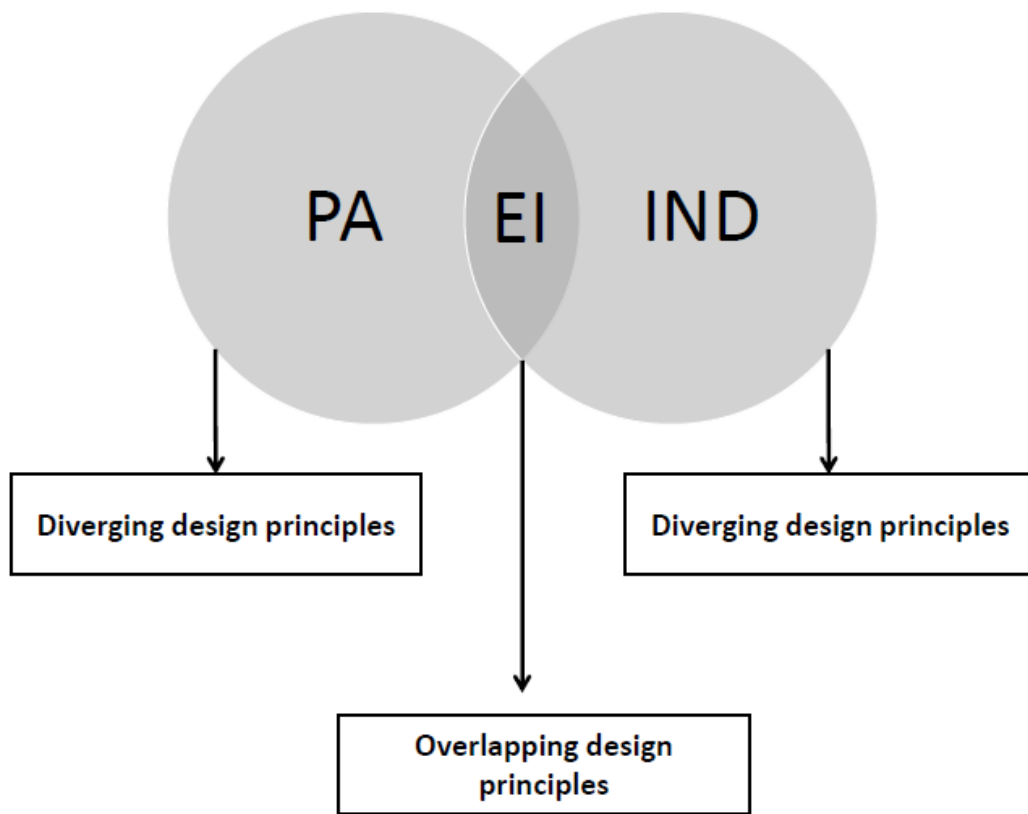 PA
EI
IND
Diverging design principles
Diverging design principles
Overlapping design
principles